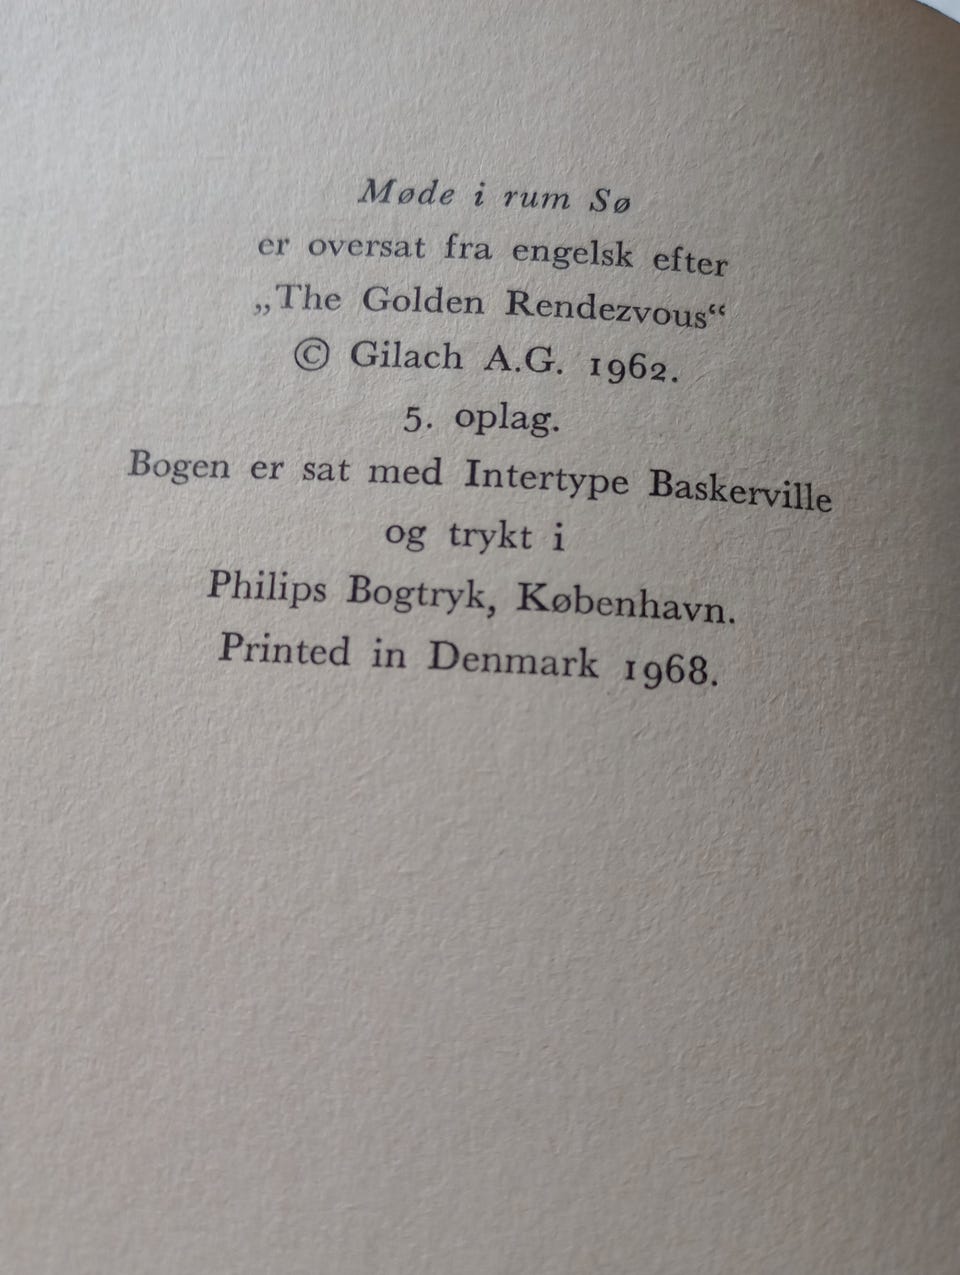 Møde i rum Sø
er oversat fra engelsk efter
„The Golden Rendezvous“
© Gilach A.G. 1962.
5. oplag.
Bogen er sat med Intertype Baskerville
og trykt i
Philips Bogtryk, København.
Printed in Denmark 1968.